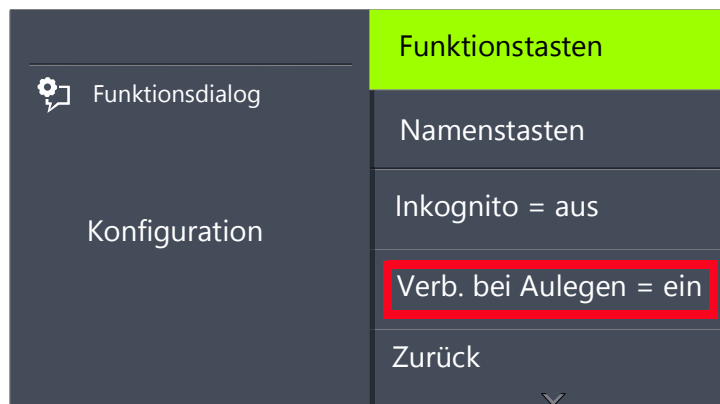 Funktionsdialog
Konfiguration
Funktionstasten
Namenstasten
Inkognito = aus
Verb. bei Aulegen = ein
Zurück